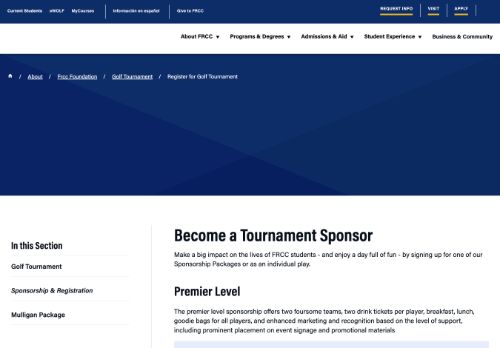 Current Students eWOLF MyCourses Información en español Give to FRCC REQUEST INFO VISIT APPLY
About FRCC ▼ Programs & Degrees ▼ Admissions & Aid ▼ Student Experience ▼ Business & Community
/ About / Frcc Foundation / Golf Tournament / Register for Golf Tournament
In this Section
Golf Tournament
Sponsorship & Registration
Mulligan Package
Become a Tournament Sponsor
Make a big impact on the lives of FRCC students - and enjoy a day full of fun - by signing up for one of our
Sponsorship Packages or as an individual play.
Premier Level
The premier level sponsorship offers two foursome teams, two drink tickets per player, breakfast, lunch,
goodie bags for all players, and enhanced marketing and recognition based on the level of support,
including prominent placement on event signage and promotional materials